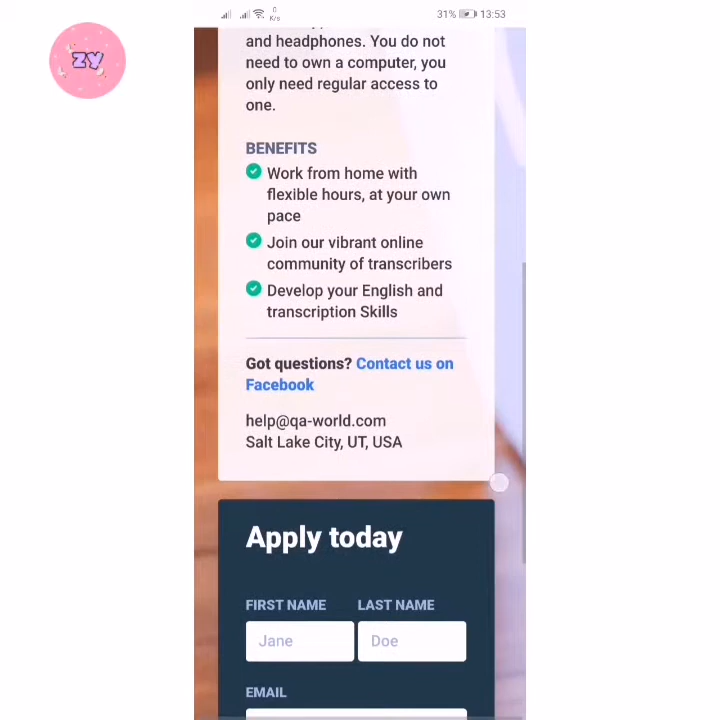 0
K/s
31%
13:53
zy
and headphones. You do not
need to own a computer, you
only need regular access to
one.
BENEFITS
Work from home with
flexible hours, at your own
pace
Join our vibrant online
community of transcribers
Develop your English and
transcription Skills
Got questions? Contact us on
Facebook
help@qa-world.com
Salt Lake City, UT, USA
Apply today
FIRST NAME LAST NAME
Jane Doe
EMAIL